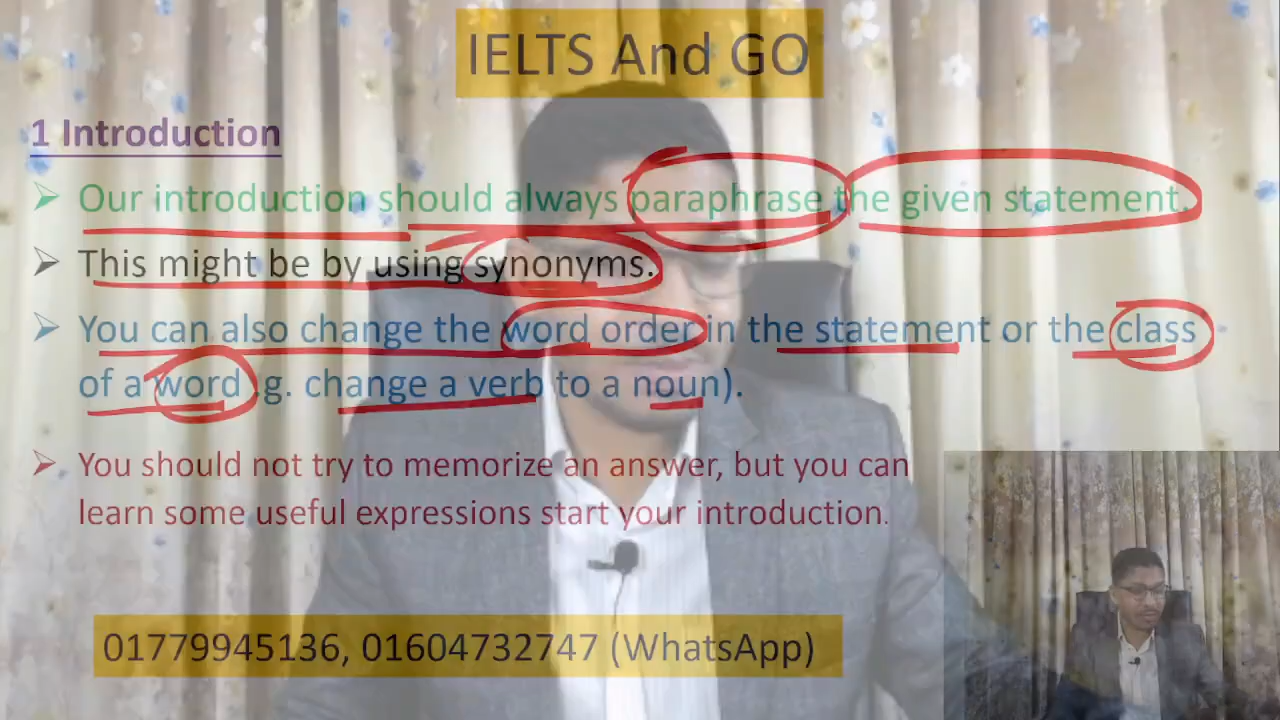 IELTS And GO
1 Introduction
Our introduction should always paraphrase the given statement.
This might be by using synonyms.
You can also change the word order in the statement or the class
of a word .g. change a verb to a noun).
You should not try to memorize an answer, but you can
learn some useful expressions start your introduction.
01779945136, 01604732747 (WhatsApp)